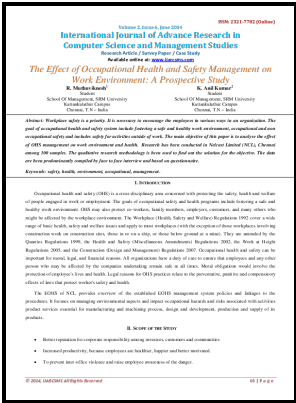 ISSN: 2321-7782 (Online)
Volume 2, Issue 6, June 2014
International Journal of Advance Research in
Computer Science and Management Studies
Research Article / Survey Paper / Case Study
Available online at: www.ijarcsms.com
The Effect of Occupational Health and Safety Management on
Work Environment: A Prospective Study
R. Muthuviknesh1
Student
School Of Management, SRM University
Kattankulathur Campus
Chennai, T.N – India
K. Anil Kumar2
Student
School Of Management, SRM University
Kattankulathur Campus
Chennai, T.N – India
Abstract: Workplace safety is a priority. It is necessary to encourage the employees in various ways in an organization. The
goal of occupational health and safety system include fostering a safe and healthy work environment, occupational and non
occupational safety and includes safety for activities outside of work. The main objective of this paper is to analyze the effect
of OHS management on work environment and health. Research has been conducted in Nelcast Limited (NCL), Chennai
among 100 samples. The qualitative research methodology is been used to find out the solution for the objective. The data
are been predominantly compiled by face to face interview and based on questionnaire.
Keywords: safety, health, environment, occupational, management.
I. INTRODUCTION
Occupational health and safety (OHS) is a cross-disciplinary area concerned with protecting the safety, health and welfare
of people engaged in work or employment. The goals of occupational safety and health programs include fostering a safe and
healthy work environment. OHS may also protect co-workers, family members, employers, customers, and many others who
might be affected by the workplace environment. The Workplace (Health, Safety and Welfare) Regulations 1992 cover a wide
range of basic health, safety and welfare issues and apply to most workplaces (with the exception of those workplaces involving
construction work on construction sites, those in or on a ship, or those below ground at a mine). They are amended by the
Quarries Regulations 1999, the Health and Safety (Miscellaneous Amendments) Regulations 2002, the Work at Height
Regulations 2005, and the Construction (Design and Management) Regulations 2007. Occupational health and safety can be
important for moral, legal, and financial reasons. All organizations have a duty of care to ensure that employees and any other
person who may be affected by the companies undertaking remain safe at all times. Moral obligations would involve the
protection of employee's lives and health. Legal reasons for OHS practices relate to the preventative, punitive and compensatory
effects of laws that protect worker's safety and health.
The EOHS of NCL provides overview of the established EOHS management system policies and linkages to the
procedures. It focuses on managing environmental aspects and impact occupational hazards and risks associated with activities
product services essential for manufacturing and machining process, design and development, production and supply of its
products.
II. SCOPE OF THE STUDY
• Better reputation for corporate responsibility among investors, customers and communities.
• Increased productivity, because employees are healthier, happier and better motivated.
• To prevent inter-office violence and raise employee awareness of the danger.
© 2014, IJARCSMS All Rights Reserved
93 | P a g e